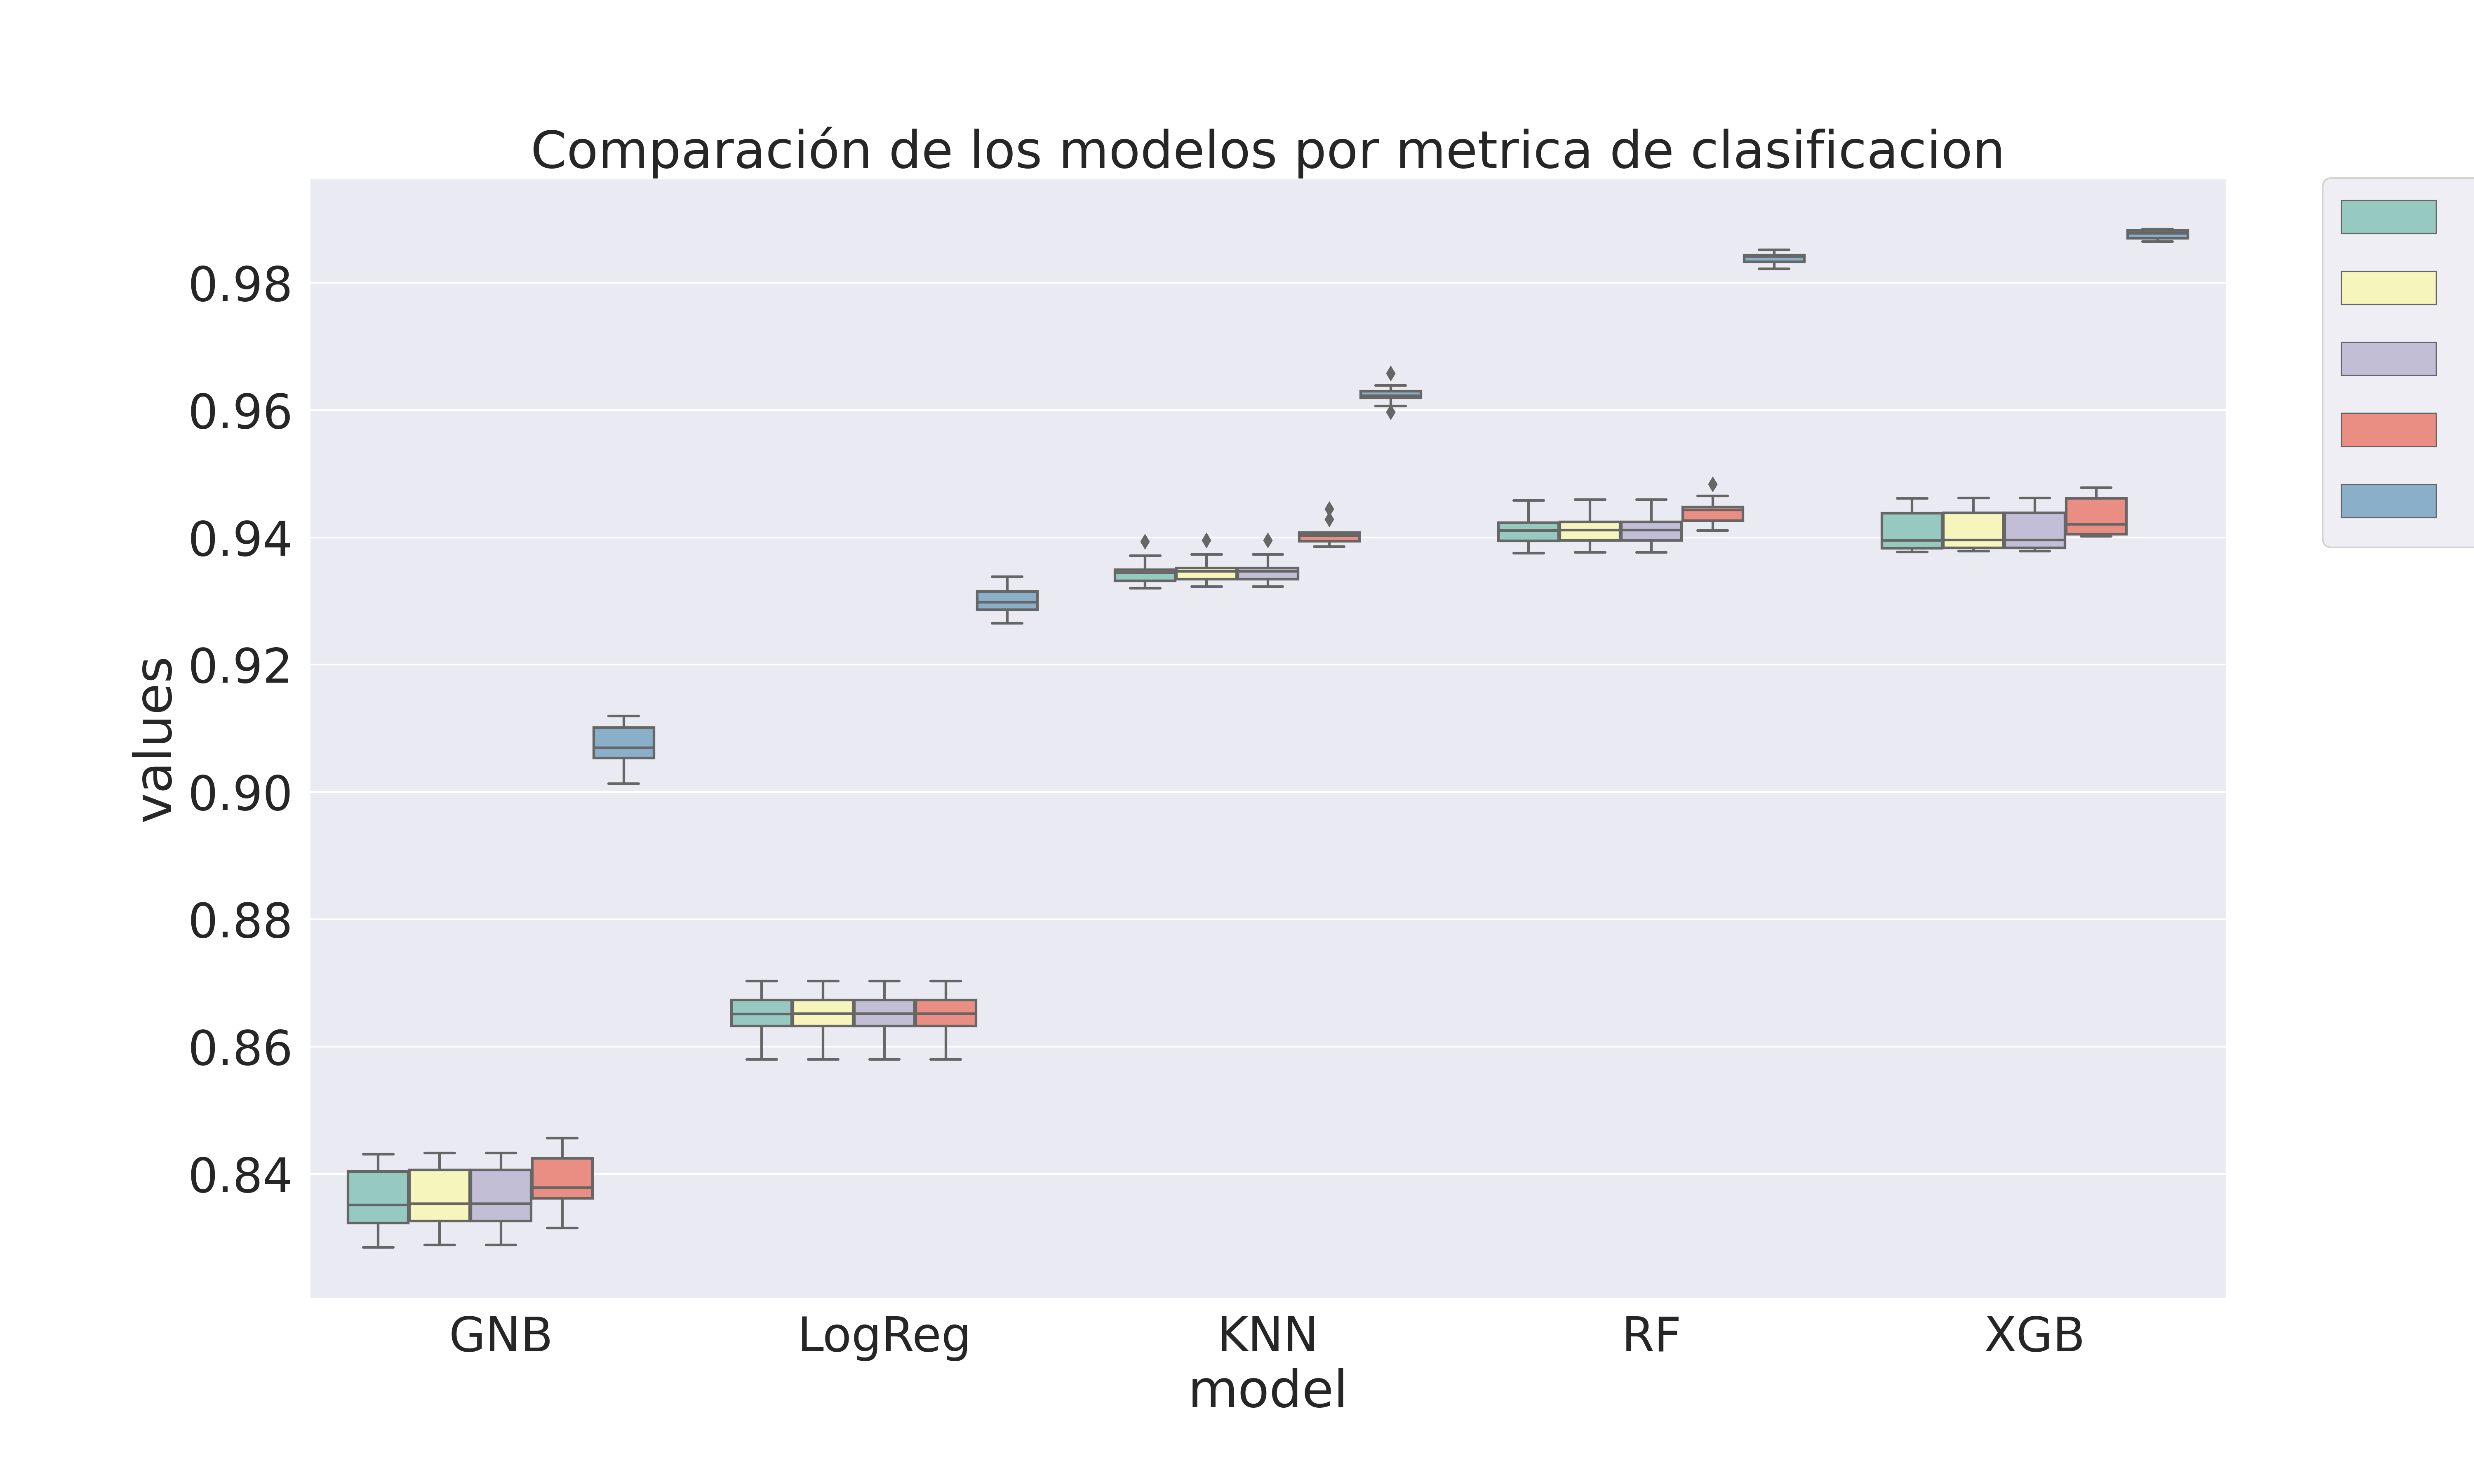 Comparación de los modelos por metrica de clasificacion
values
0.98
0.96
0.94
0.92
0.90
0.88
0.86
0.84
GNB LogReg KNN RF XGB
model